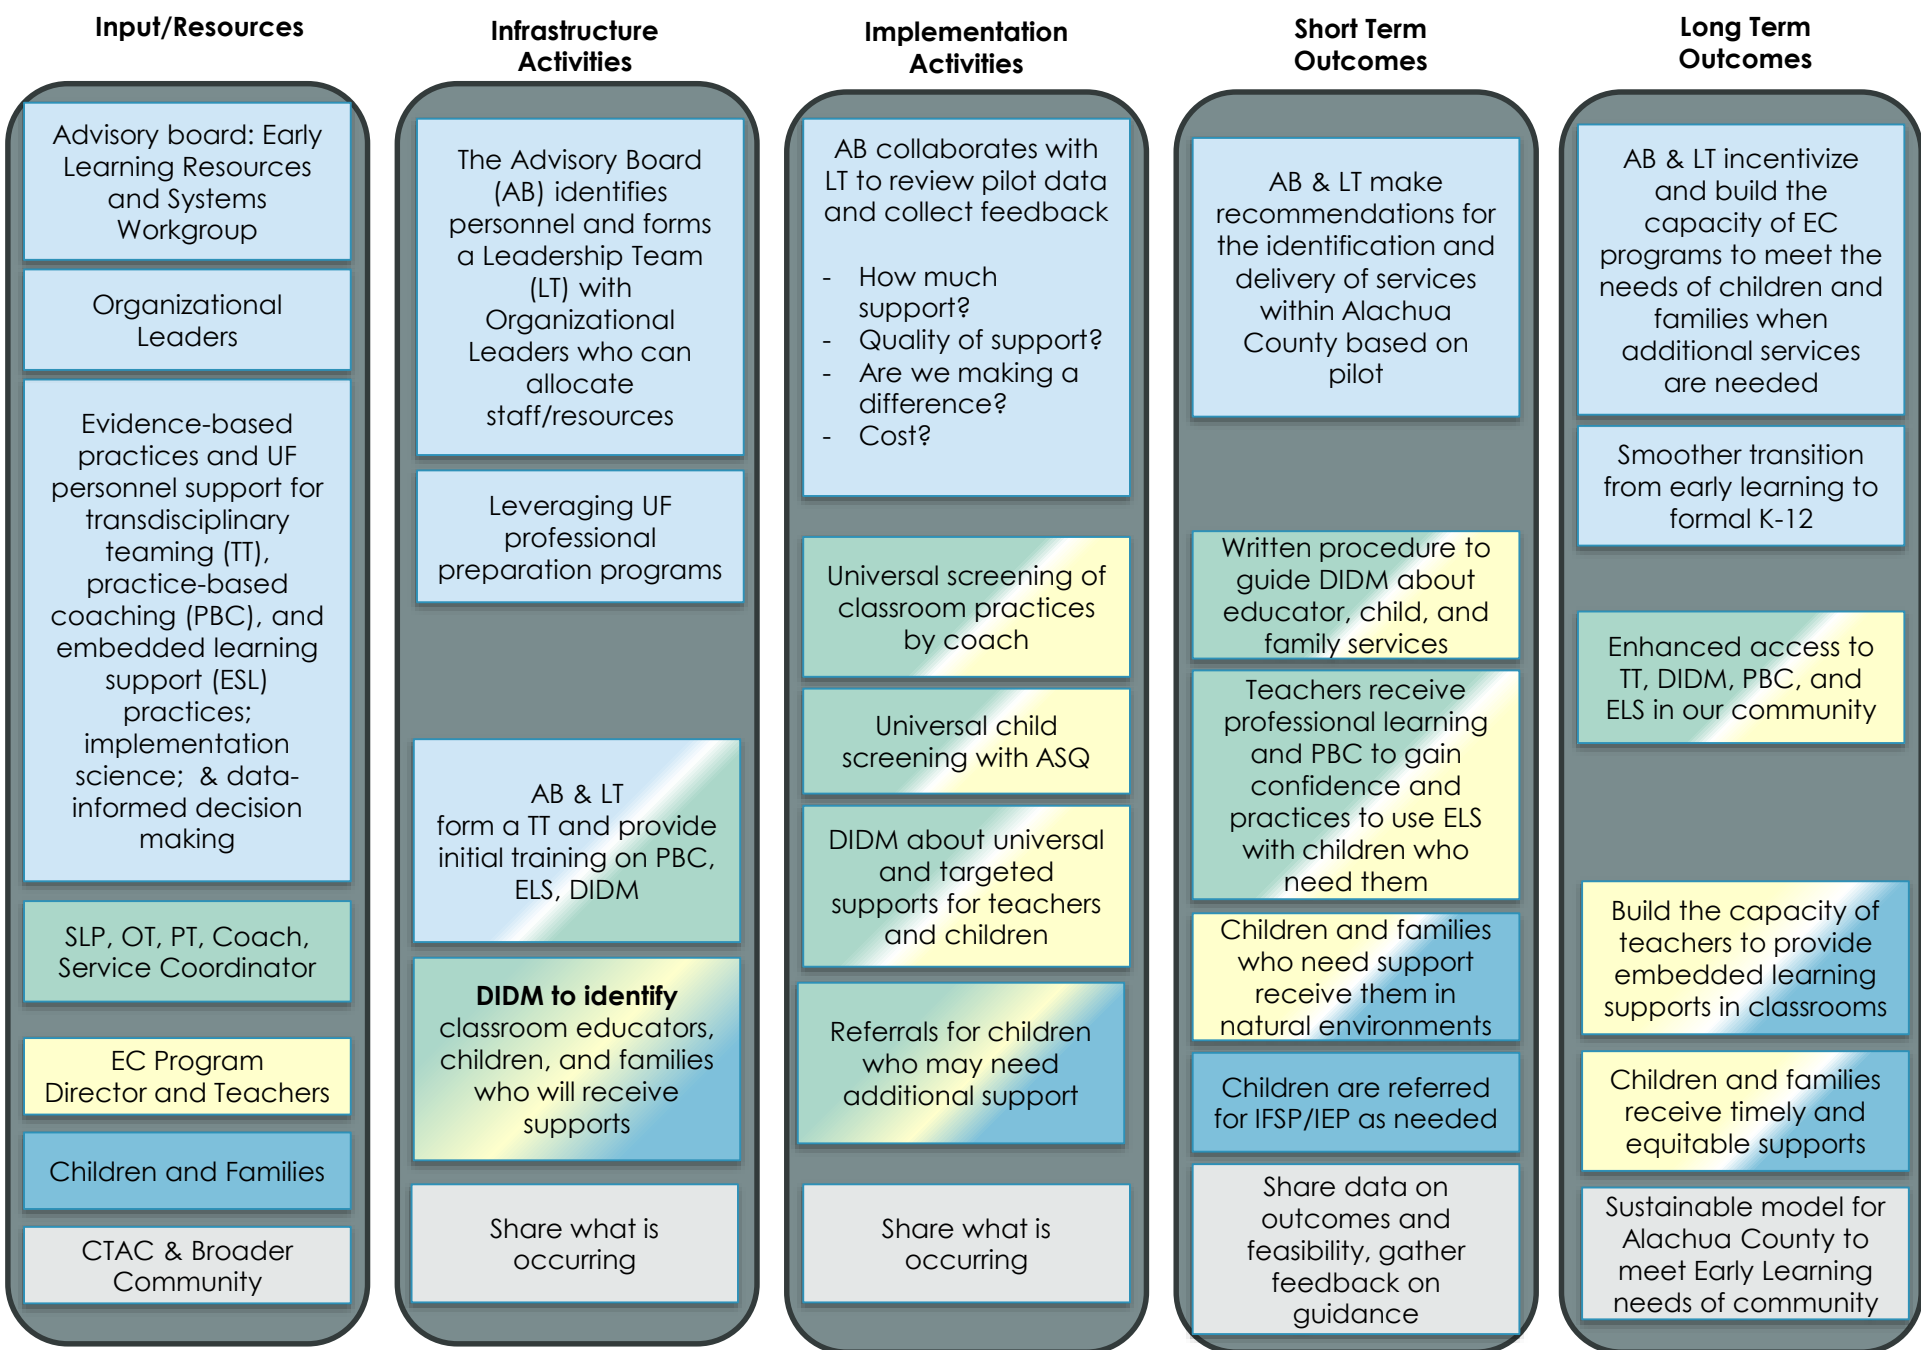 Input/Resources
Advisory board: Early
Learning Resources
and Systems
Workgroup
Organizational
Leaders
Evidence-based
practices and UF
personnel support for
transdisciplinary
teaming (TT),
practice-based
coaching (PBC), and
embedded learning
support (ESL)
practices;
implementation
science; & data-
informed decision
making
SLP, OT, PT, Coach,
Service Coordinator
EC Program
Director and Teachers
Children and Families
CTAC & Broader
Community
Infrastructure
Activities
The Advisory Board
(AB) identifies
personnel and forms
a Leadership Team
(LT) with
Organizational
Leaders who can
allocate
staff/resources
Leveraging UF
professional
preparation programs
AB & LT
form a TT and provide
initial training on PBC,
ELS, DIDM
DIDM to identify
classroom educators,
children, and families
who will receive
supports
Share what is
occurring
Implementation
Activities
AB collaborates with
LT to review pilot data
and collect feedback
- How much
support?
- Quality of support?
- Are we making a
difference?
- Cost?
Universal screening of
classroom practices
by coach
Universal child
screening with ASQ
DIDM about universal
and targeted
supports for teachers
and children
Referrals for children
who may need
additional support
Share what is
occurring
Short Term
Outcomes
AB & LT make
recommendations for
the identification and
delivery of services
within Alachua
County based on
pilot
Written procedure to
guide DIDM about
educator, child, and
family services
Teachers receive
professional learning
and PBC to gain
confidence and
practices to use ELS
with children who
need them
Children and families
who need support
receive them in
natural environments
Children are referred
for IFSP/IEP as needed
Share data on
outcomes and
feasibility, gather
feedback on
guidance
Long Term
Outcomes
AB & LT incentivize
and build the
capacity of EC
programs to meet the
needs of children and
families when
additional services
are needed
Smoother transition
from early learning to
formal K-12
Enhanced access to
TT, DIDM, PBC, and
ELS in our community
Build the capacity of
teachers to provide
embedded learning
supports in classrooms
Children and families
receive timely and
equitable supports
Sustainable model for
Alachua County to
meet Early Learning
needs of community